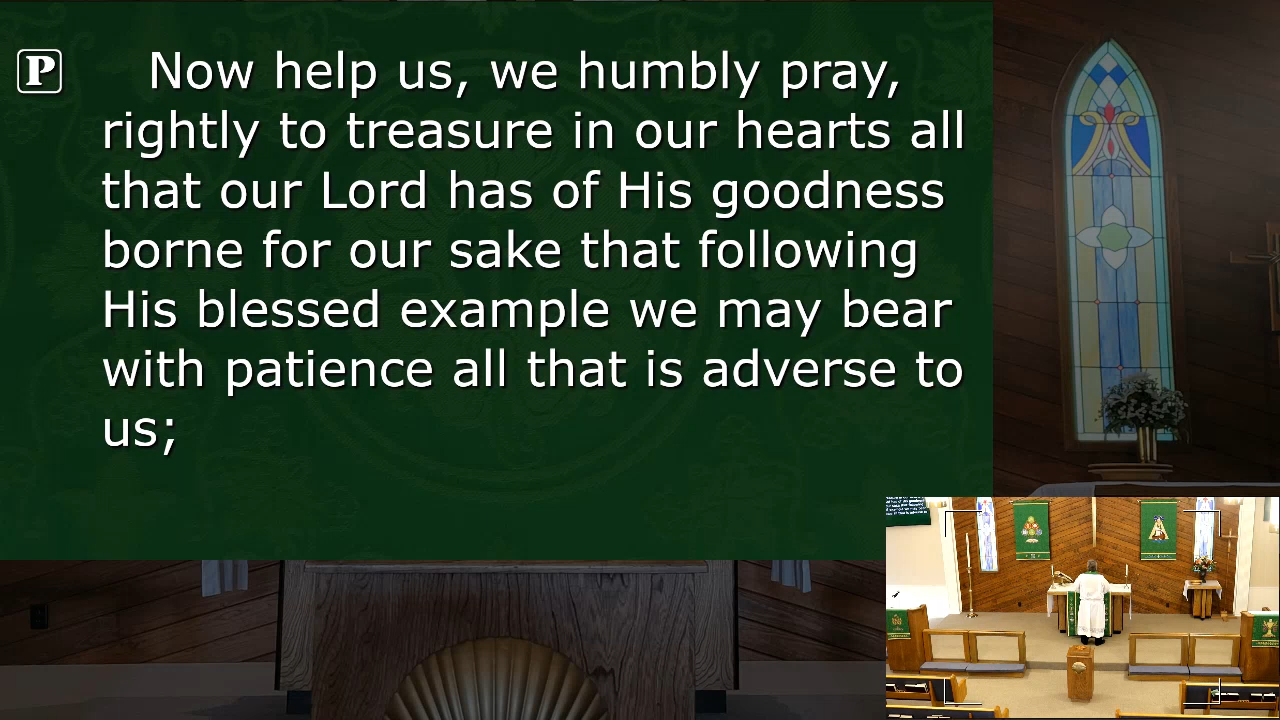 P Now help us, we humbly pray,
rightly to treasure in our hearts all
that our Lord has of His goodness
borne for our sake that following
His blessed example we may bear
with patience all that is adverse to
us;